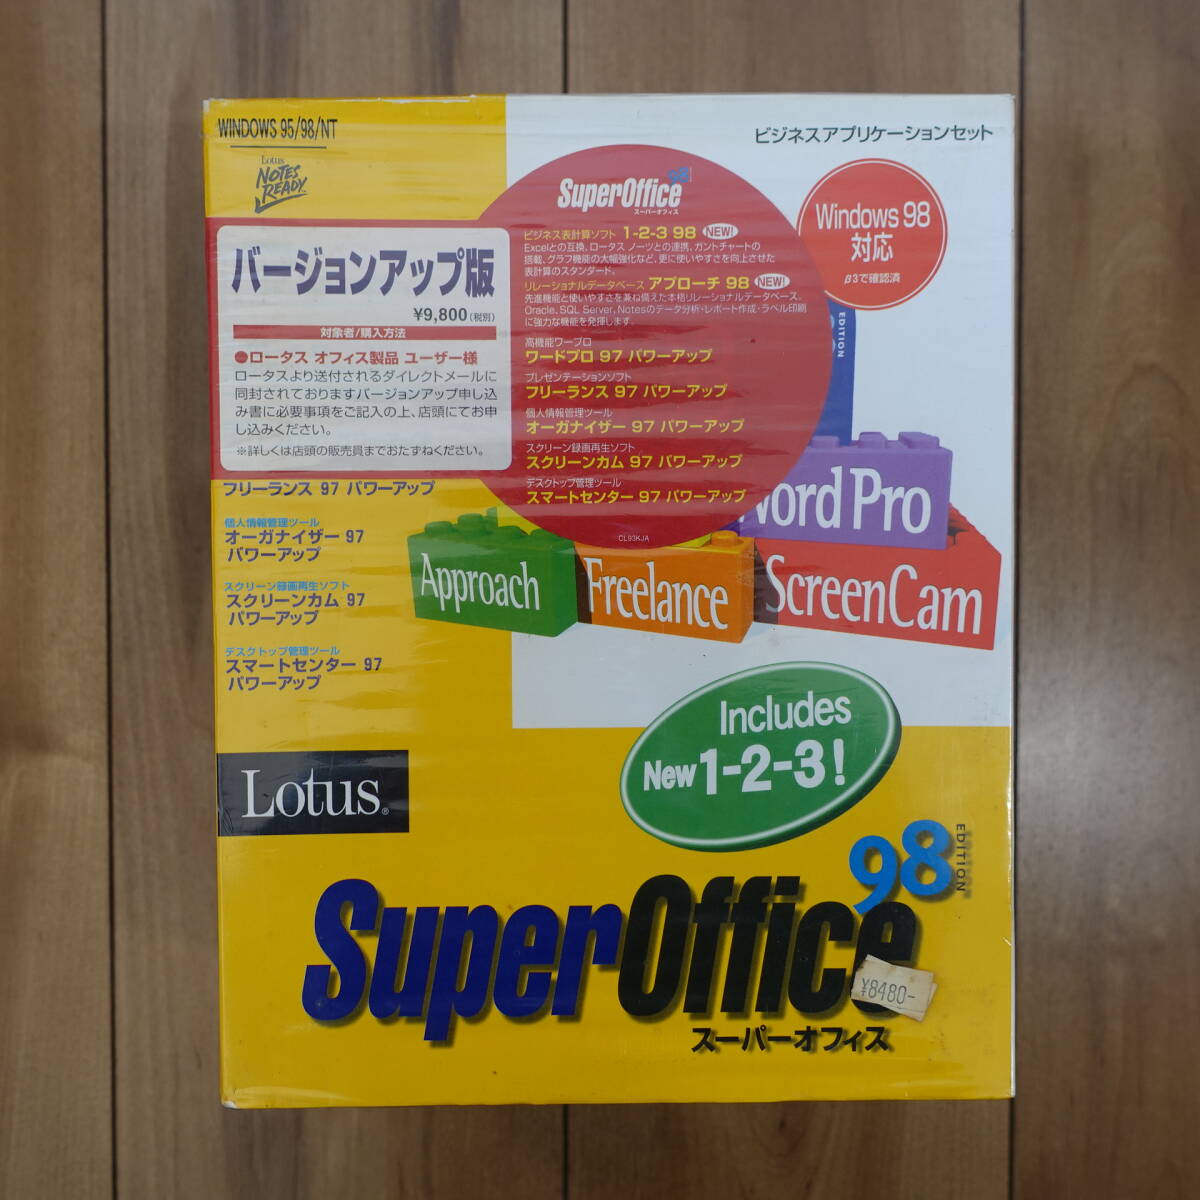 WINDOWS 95/98/NT
Lotus
NOTES
READY
ビジネスアプリケーションセット
バージョンアップ版
¥9,800(税別)
対象者/購入方法
●ロータス オフィス製品 ユーザー様
ロータスより送付されるダイレクトメールに
同封されておりますバージョンアップ申し込
み書に必要事項をご記入の上、店頭にてお申
し込みください。
※詳しくは店頭の販売員までおたずねください。
SuperOffice 98
スーパーオフィス
ビジネス表計算ソフト 1-2-3 98 NEW!
Excelとの互換、ロータス ノーツとの連携、ガントチャートの
搭載、グラフ機能の大幅強化など、更に使いやすさを向上させた
表計算のスタンダード。
リレーショナルデータベース アプローチ 98 NEW!
先進機能と使いやすさを兼ね備えた本格リレーショナルデータベース。
Oracle、SQL Server、Notesのデータ分析・レポート作成・ラベル印刷
に強力な機能を発揮します。
高機能ワープロ
ワードプロ 97 パワーアップ
プレゼンテーションソフト
フリーランス 97 パワーアップ
個人情報管理ツール
オーガナイザー 97 パワーアップ
スクリーン録画再生ソフト
スクリーンカム 97 パワーアップ
デスクトップ管理ツール
スマートセンター 97 パワーアップ
CL93KJA
Windows 98
対応
β3で確認済
EDITION
フリーランス 97 パワーアップ
個人情報管理ツール
オーガナイザー 97
パワーアップ
スクリーン録画再生ソフト
スクリーンカム 97
パワーアップ
デスクトップ管理ツール
スマートセンター 97
パワーアップ
Word Pro
Approach
Freelance
ScreenCam
Includes
New 1-2-3!
Lotus®
SuperOffice 98
EDITION
¥8480-
スーパーオフィス